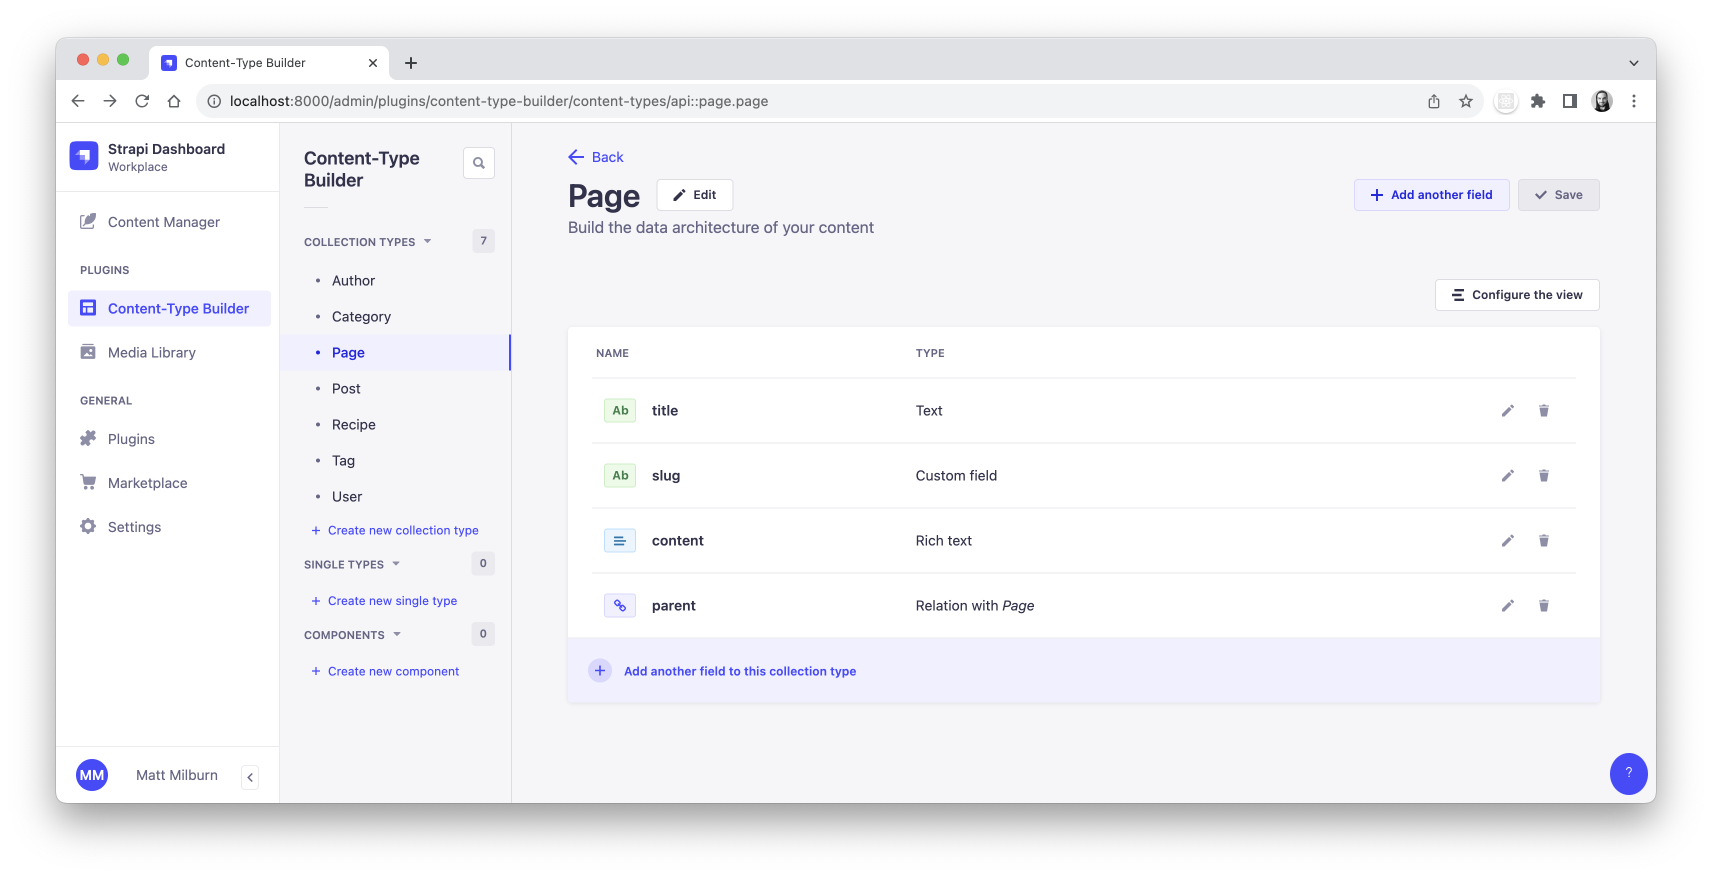 Content-Type Builder
localhost:8000/admin/plugins/content-type-builder/content-types/api::page.page
Strapi Dashboard
Workplace
Content Manager
PLUGINS
Content-Type Builder
Media Library
GENERAL
Plugins
Marketplace
Settings
MM Matt Milburn
Content-Type
Builder
COLLECTION TYPES 7
Author
Category
Page
Post
Recipe
Tag
User
+ Create new collection type
SINGLE TYPES 0
+ Create new single type
COMPONENTS 0
+ Create new component
Back
Page Edit
Build the data architecture of your content
Add another field Save
Configure the view
NAME TYPE
Ab title Text
Ab slug Custom field
content Rich text
parent Relation with Page
+ Add another field to this collection type
?